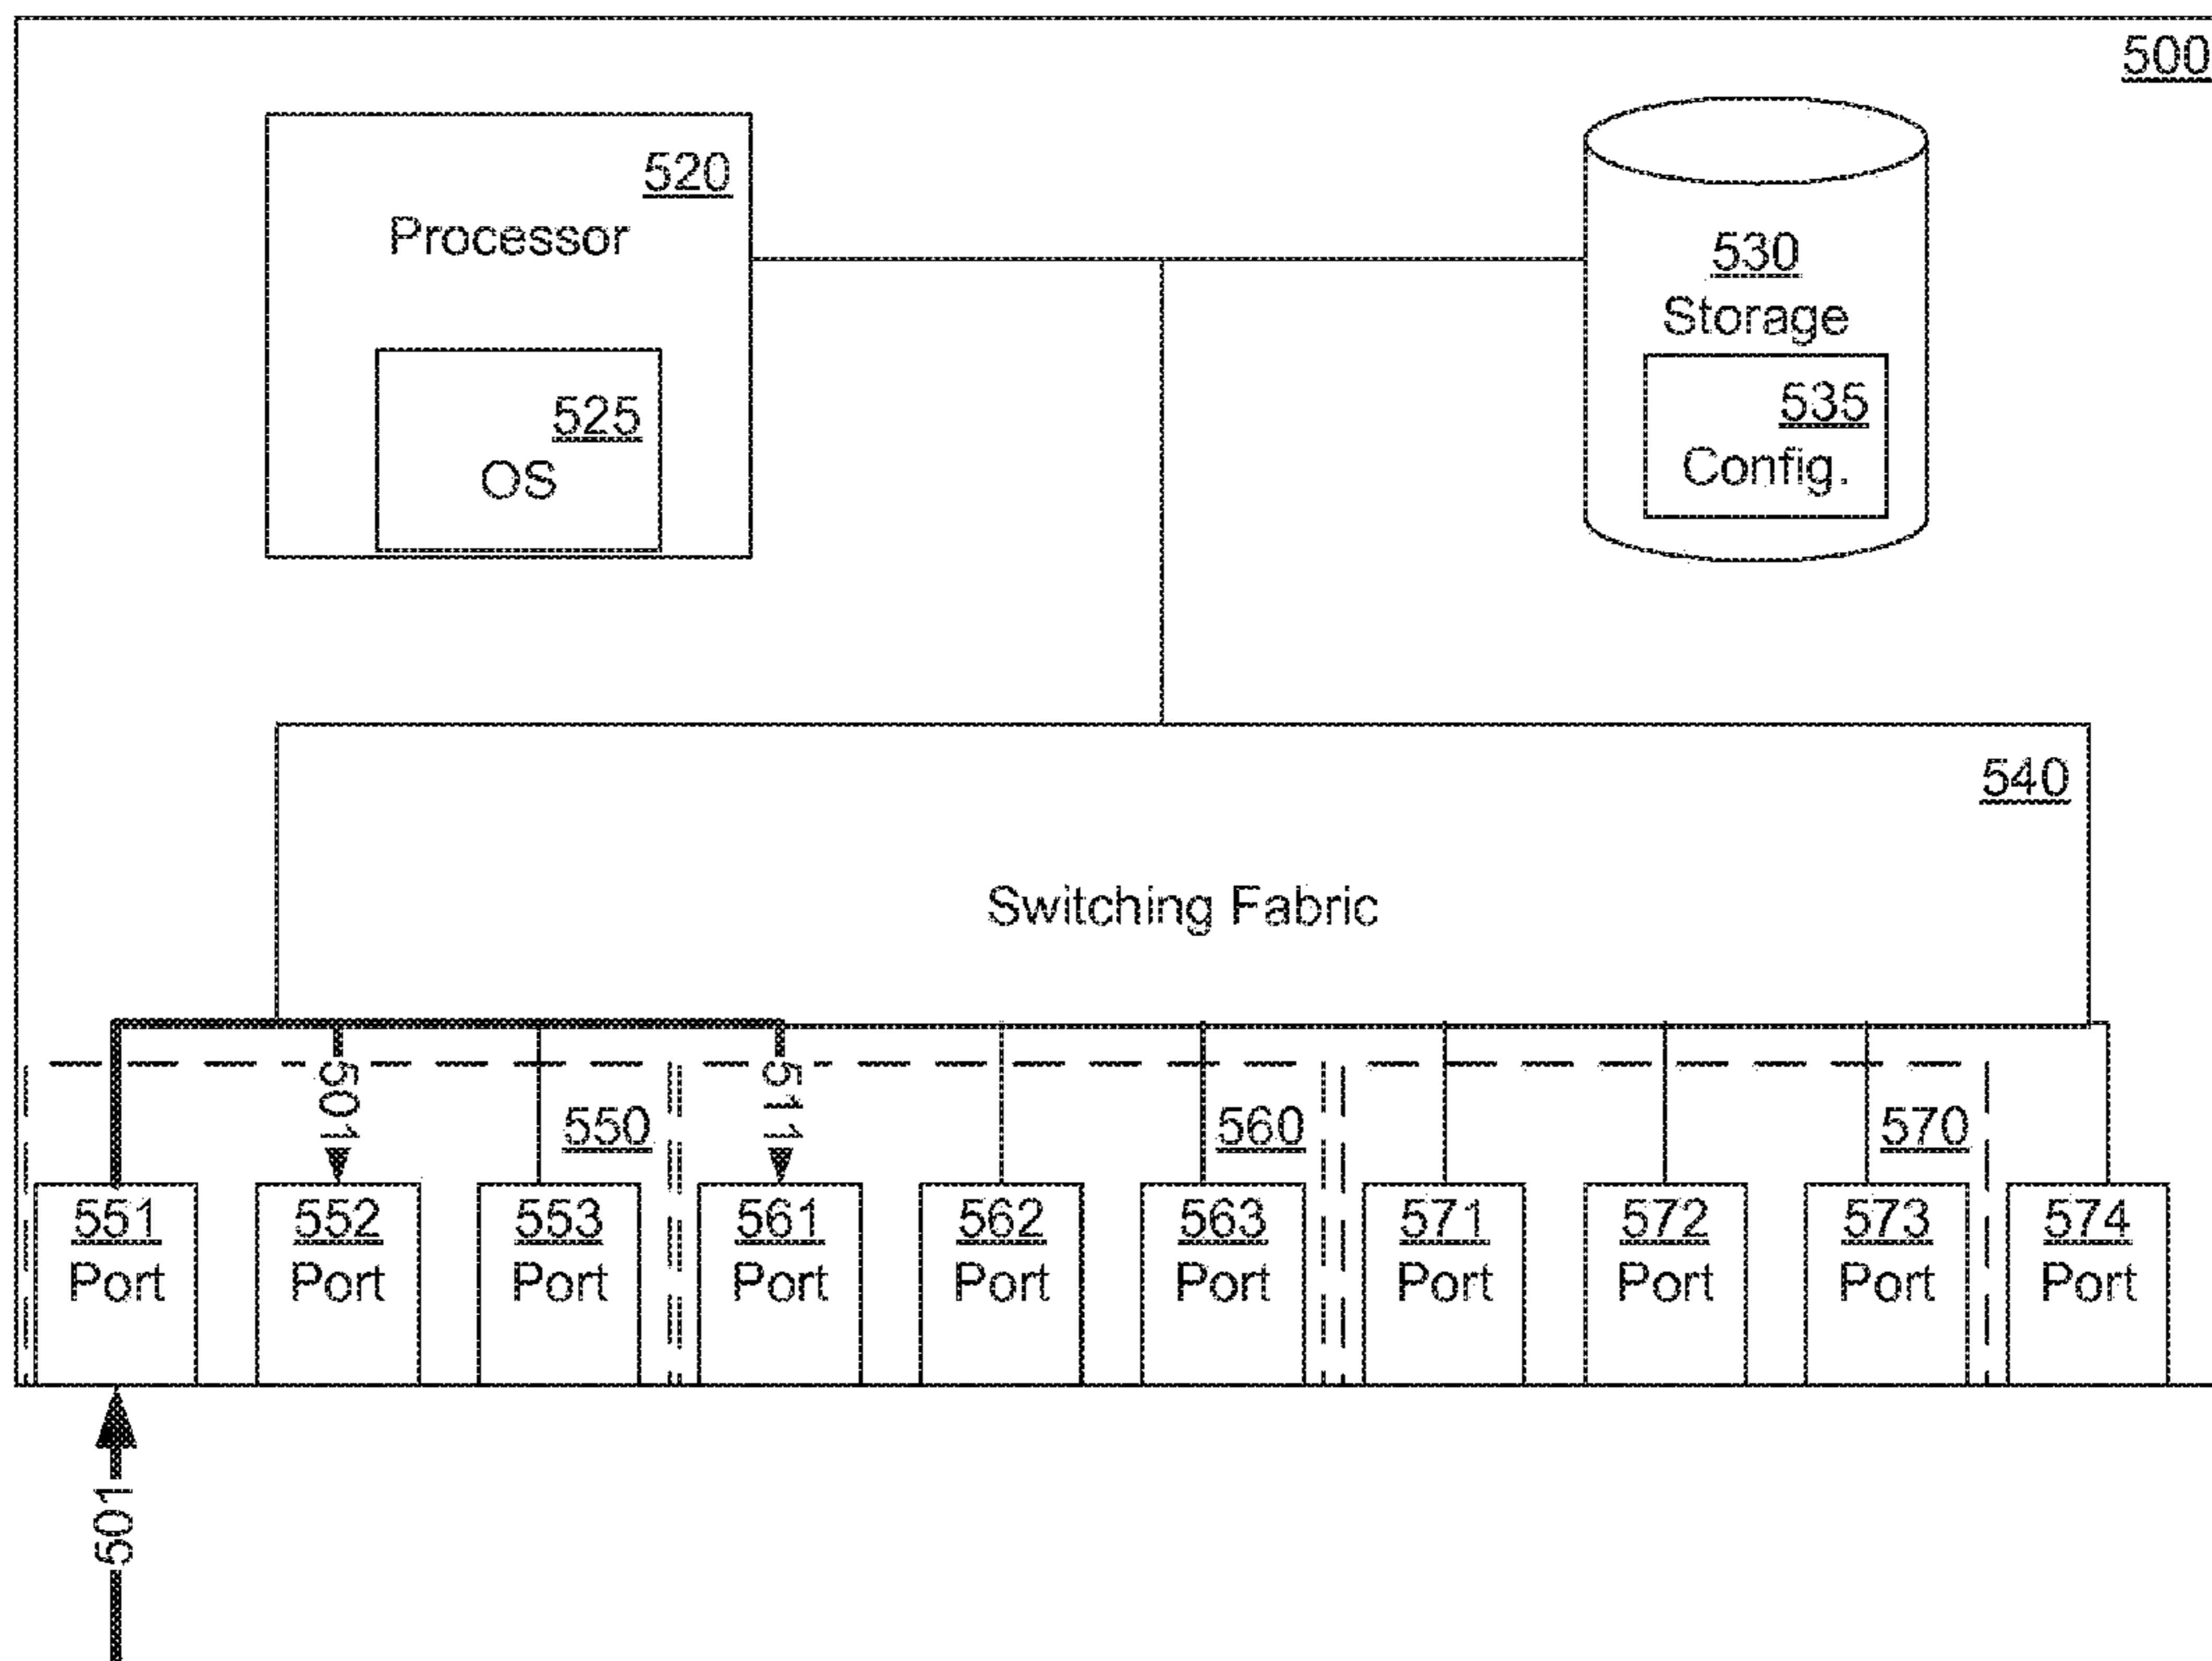 500
520
Processor
525
OS
530
Storage
535
Config.
540
Switching Fabric
501
511
550
560
570
551
Port
552
Port
553
Port
561
Port
562
Port
563
Port
571
Port
572
Port
573
Port
574
Port
501